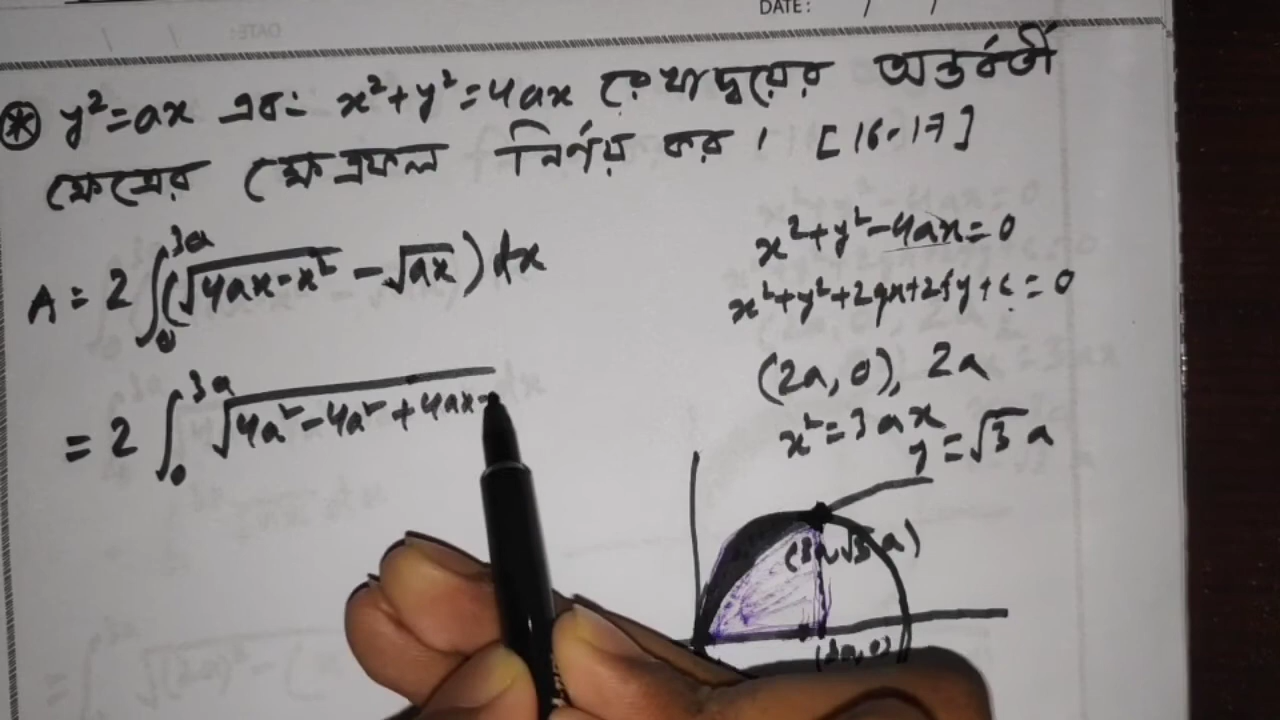 DATE: / /
⊛ y²=ax এবং x²+y²=4ax রেখাদ্বয়ের অন্তর্বর্তী
ক্ষেত্রের ক্ষেত্রফল নির্ণয় কর। [16-17]
A = 2 ∫₀³ᵃ (√(4ax-x²) - √(ax)) dx
= 2 ∫₀³ᵃ √(4a²-4a²+4ax-
x²+y²-4ax=0
x²+y²+2gx+2fy+c=0
(2a,0), 2a
x²=3ax
y=√3a
(3a,√3a)